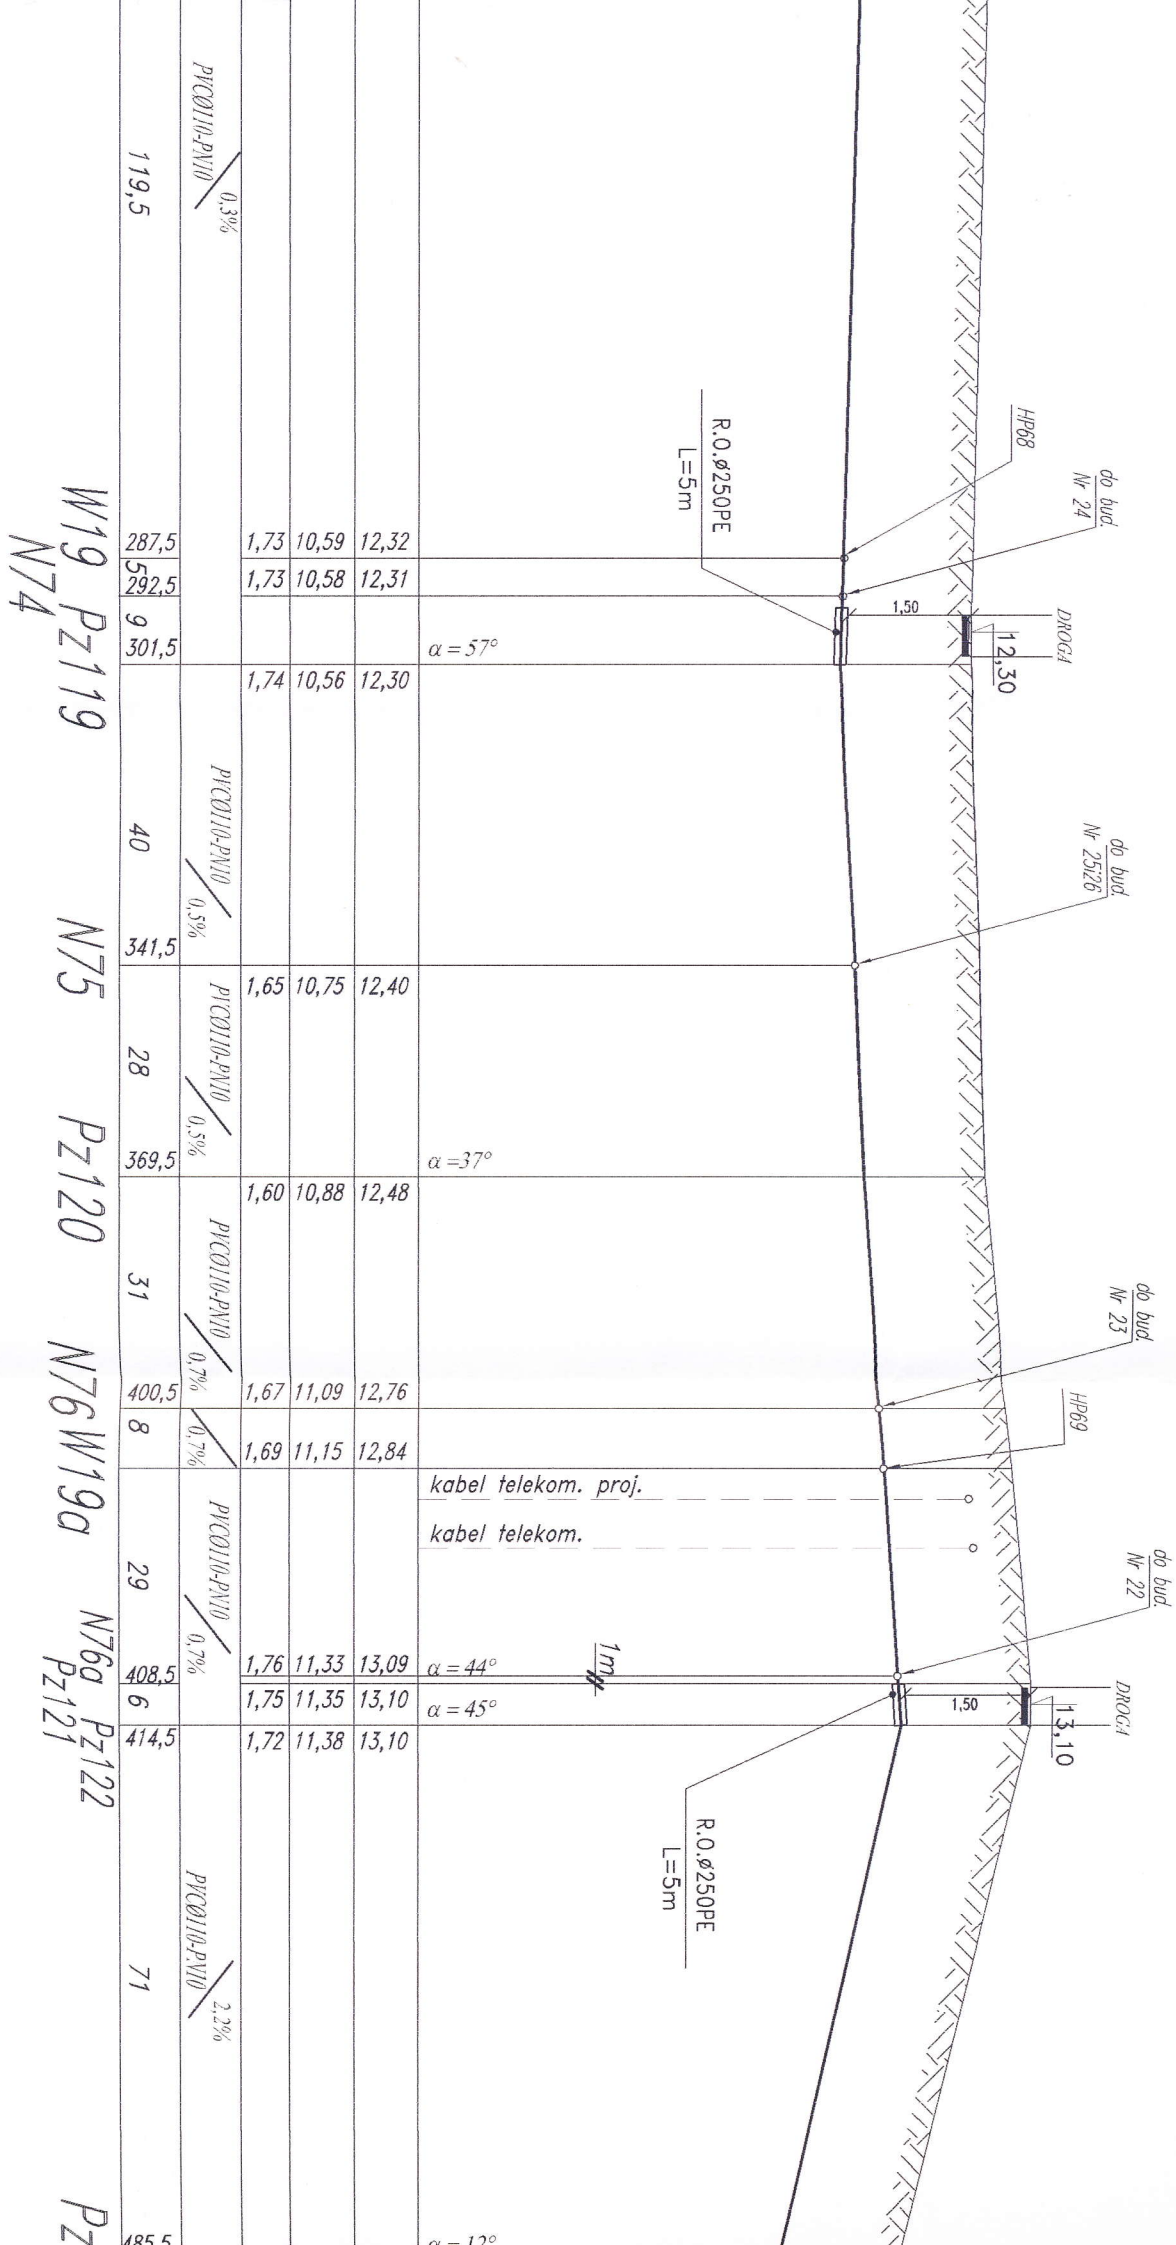 HP68
do bud.
Nr 24
DROGA
12,30
1,50
R.O.ø250PE
L=5m
do bud.
Nr 25i26
do bud.
Nr 23
HP69
do bud.
Nr 22
DROGA
13,10
1,50
R.O.ø250PE
L=5m
1m
kabel telekom. proj.
kabel telekom.
α=57°
α=37°
α=44°
α=45°
α=12°
12,32
12,31
12,30
12,40
12,48
12,76
12,84
13,09
13,10
13,10
10,59
10,58
10,56
10,75
10,88
11,09
11,15
11,33
11,35
11,38
1,73
1,73
1,74
1,65
1,60
1,67
1,69
1,76
1,75
1,72
PVCØ110-PN10
0,3%
PVCØ110-PN10
0,5%
PVCØ110-PN10
0,5%
PVCØ110-PN10
0,7%
0,7%
PVCØ110-PN10
0,7%
PVCØ110-PN10
2,2%
119,5
287,5
5
292,5
9
301,5
40
341,5
28
369,5
31
400,5
8
29
408,5
6
414,5
71
485,5
W19
Pz119
N74
N75
Pz120
N76
W19a
N76a
Pz122
Pz121
Pz